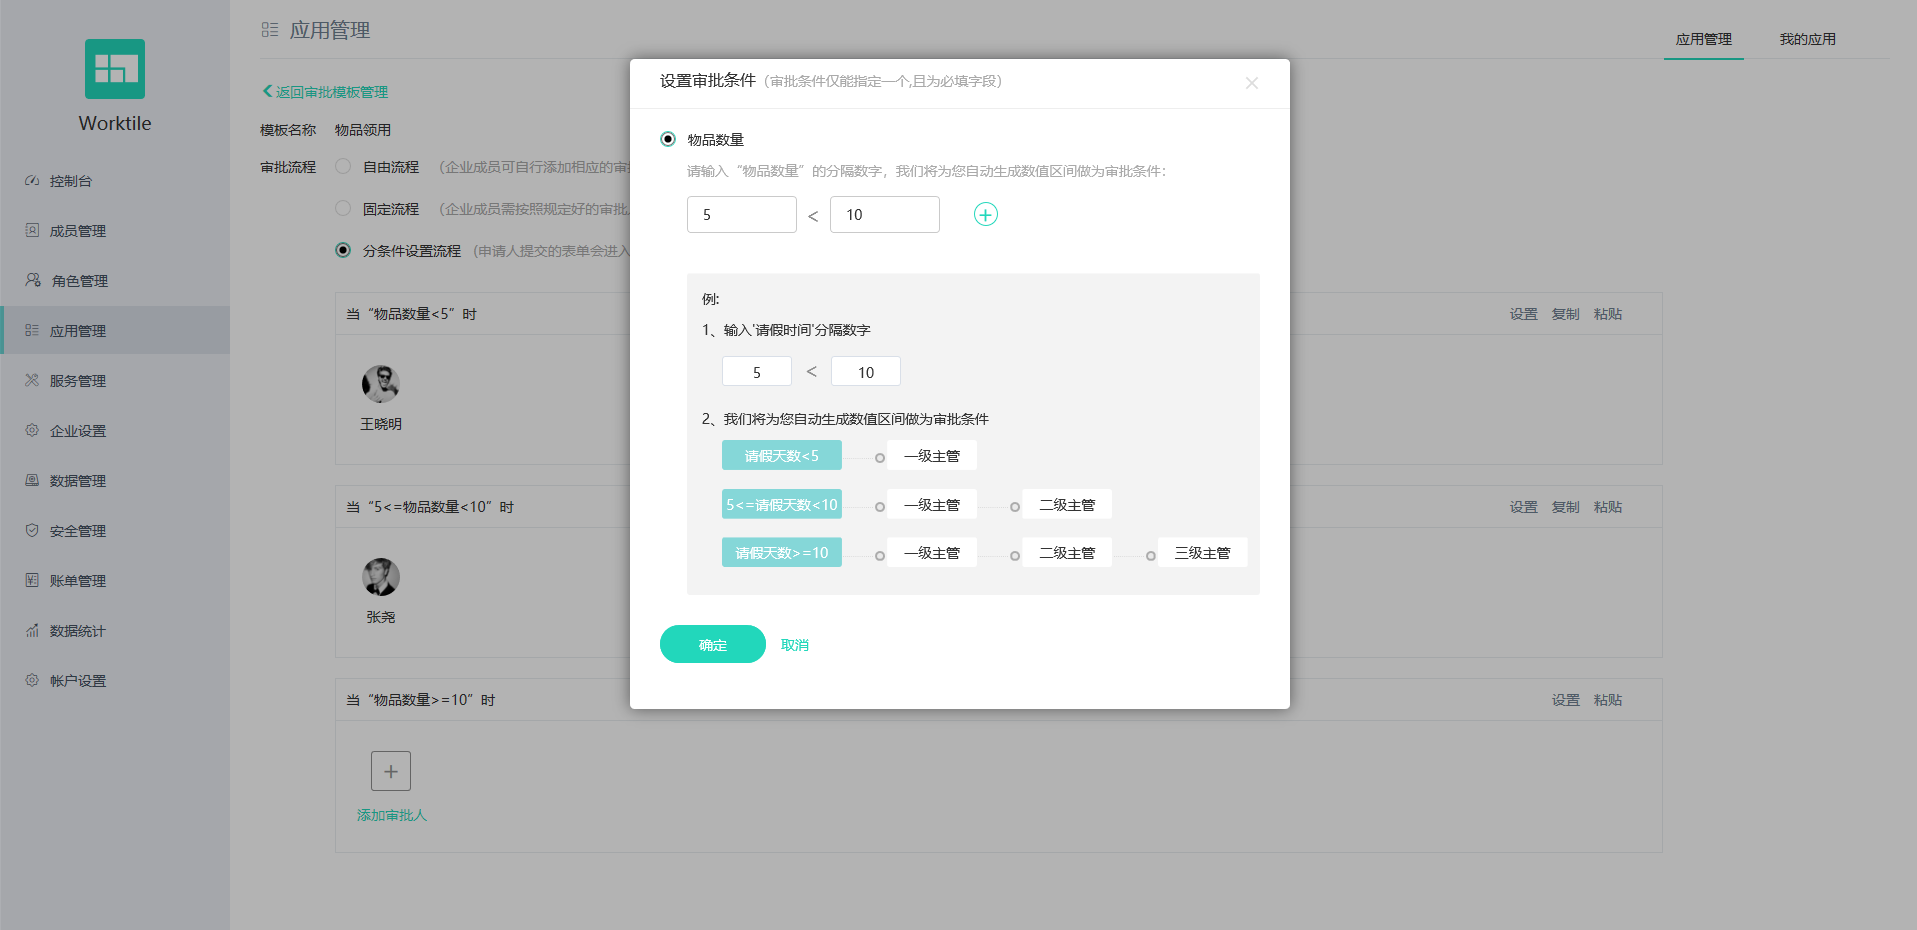 Worktile
控制台
成员管理
角色管理
应用管理
服务管理
企业设置
数据管理
安全管理
账单管理
数据统计
帐户设置
应用管理
应用管理
我的应用
返回审批模板管理
模板名称 物品领用
审批流程 自由流程 (企业成员可自行添加相应的审
固定流程 (企业成员需按照规定好的审批
分条件设置流程 (申请人提交的表单会进入
当“物品数量<5”时
设置 复制 粘贴
王晓明
当“5<=物品数量<10”时
设置 复制 粘贴
张尧
当“物品数量>=10”时
设置 粘贴
添加审批人
设置审批条件 (审批条件仅能指定一个,且为必填字段)
物品数量
请输入“物品数量”的分隔数字，我们将为您自动生成数值区间做为审批条件：
5 < 10
例:
1、输入'请假时间'分隔数字
5 < 10
2、我们将为您自动生成数值区间做为审批条件
请假天数<5 一级主管
5<=请假天数<10 一级主管 二级主管
请假天数>=10 一级主管 二级主管 三级主管
确定 取消